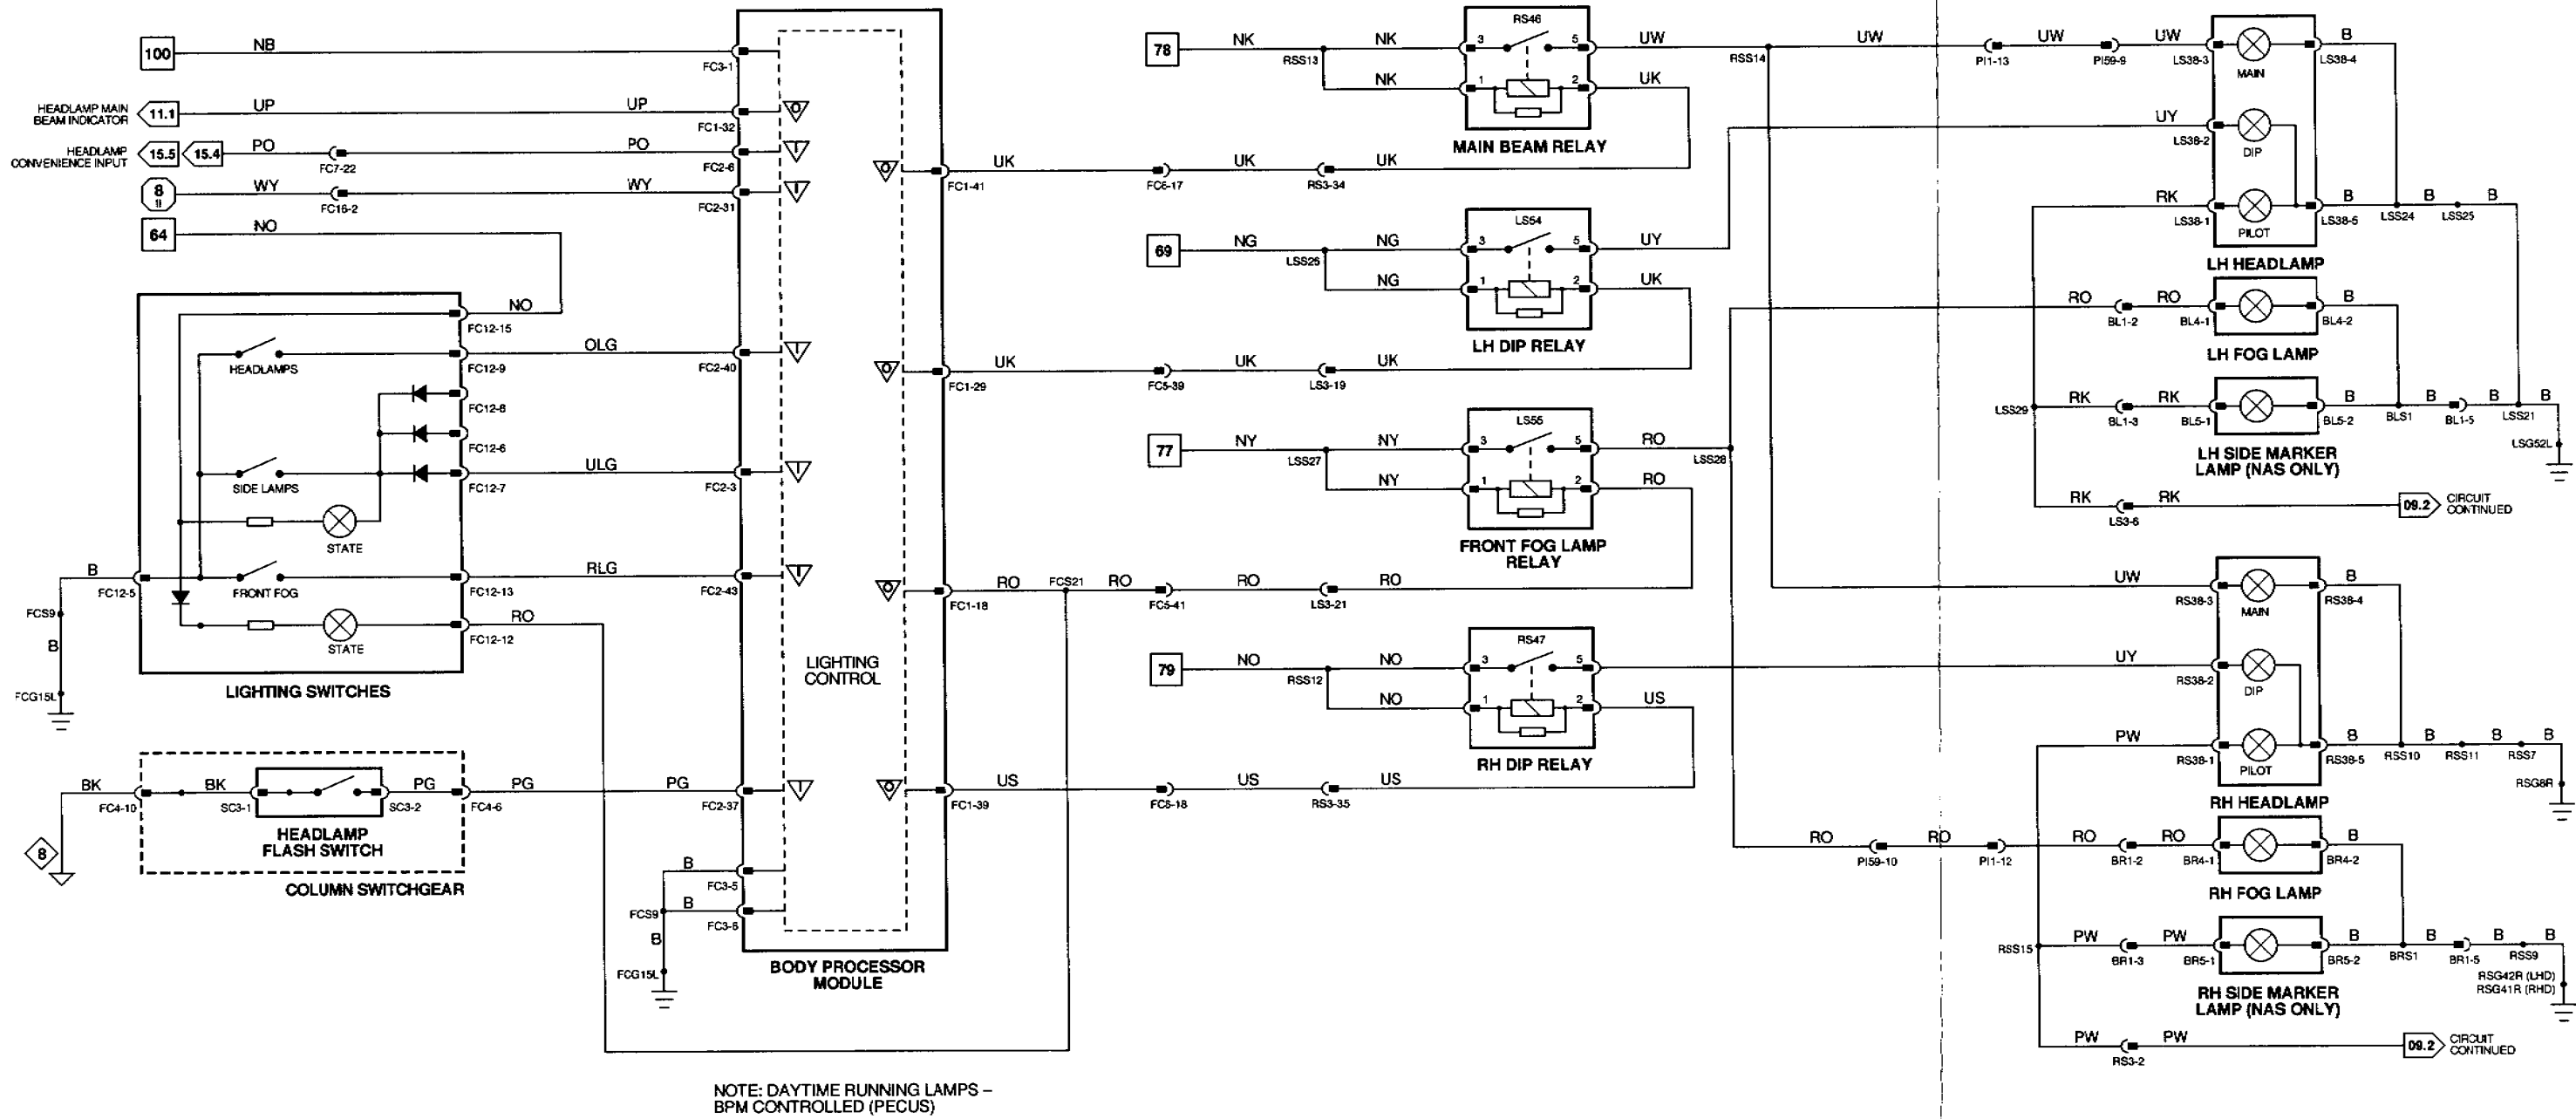 100
NB
FC3-1
HEADLAMP MAIN
BEAM INDICATOR
11.1
UP
UP
FC1-32
O
HEADLAMP
CONVENIENCE INPUT
15.5
15.4
PO
FC7-22
PO
FC2-6
I
8
II
WY
FC16-2
WY
FC2-31
I
64
NO
NO
FC12-15
HEADLAMPS
FC12-9
OLG
FC2-40
I
FC12-8
FC12-6
SIDE LAMPS
FC12-7
ULG
FC2-3
I
STATE
B
FC12-5
FRONT FOG
FC12-13
RLG
FC2-43
I
FCS9
B
FCG15L
STATE
RO
FC12-12
LIGHTING SWITCHES
8
BK
FC4-10
BK
SC3-1
SC3-2
PG
FC4-6
PG
PG
FC2-37
I
HEADLAMP
FLASH SWITCH
COLUMN SWITCHGEAR
B
FC3-5
FCS9
B
FC3-6
B
FCG15L
LIGHTING
CONTROL
BODY PROCESSOR
MODULE
NOTE: DAYTIME RUNNING LAMPS –
BPM CONTROLLED (PECUS)
O
FC1-41
UK
FC6-17
UK
RS3-34
UK
O
FC1-29
UK
FC5-39
UK
LS3-19
UK
O
FC1-18
RO
FCS21
RO
FC5-41
RO
LS3-21
RO
O
FC1-39
US
FC6-18
US
RS3-35
US
78
NK
RSS13
NK
NK
RS46
3
5
1
2
UW
UK
MAIN BEAM RELAY
69
NG
LSS26
NG
NG
LS54
3
5
1
2
UY
UK
LH DIP RELAY
77
NY
LSS27
NY
NY
LS55
3
5
1
2
RO
RO
LSS28
FRONT FOG LAMP
RELAY
79
NO
RSS12
NO
NO
RS47
3
5
1
2
US
RH DIP RELAY
RSS14
UW
PI1-13
UW
PI59-9
UW
LS38-3
MAIN
B
LS38-4
UY
LS38-2
DIP
RK
LS38-1
PILOT
LS38-5
B
LSS24
B
LSS25
B
LH HEADLAMP
RO
BL1-2
RO
BL4-1
B
BL4-2
LH FOG LAMP
LSS29
RK
BL1-3
RK
BL5-1
B
BL5-2
BLS1
B
BL1-5
B
LSS21
B
LSG52L
LH SIDE MARKER
LAMP (NAS ONLY)
RK
LS3-6
RK
09.2
CIRCUIT
CONTINUED
UW
RS38-3
MAIN
B
RS38-4
UY
RS38-2
DIP
PW
RS38-1
PILOT
RS38-5
B
RSS10
B
RSS11
B
RSS7
B
RSG8R
RH HEADLAMP
RO
PI59-10
RO
PI1-12
RO
BR1-2
RO
BR4-1
B
BR4-2
RH FOG LAMP
RSS15
PW
BR1-3
PW
BR5-1
B
BR5-2
BRS1
B
BR1-5
B
RSS9
B
RSG42R (LHD)
RSG41R (RHD)
RH SIDE MARKER
LAMP (NAS ONLY)
PW
RS3-2
PW
09.2
CIRCUIT
CONTINUED